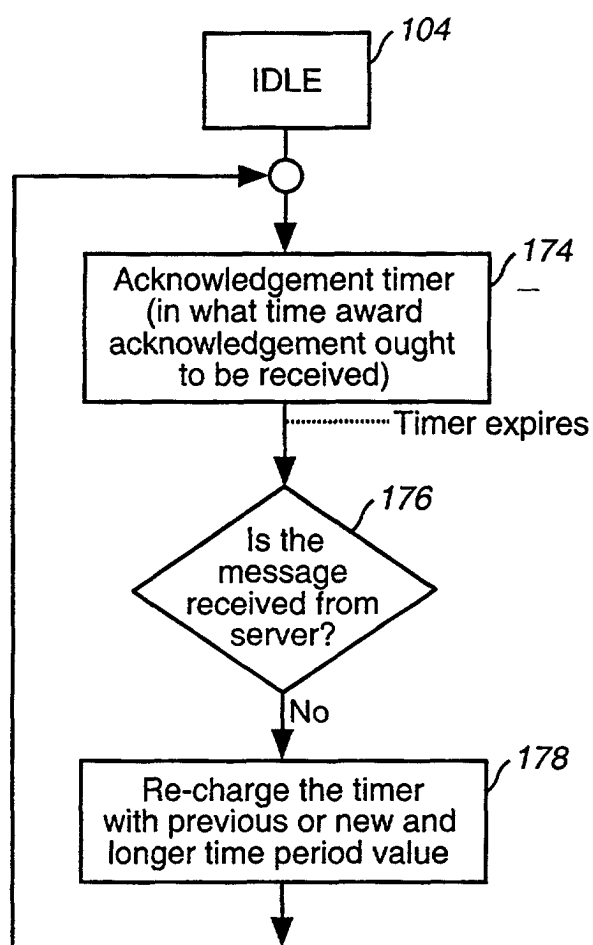 104
IDLE
174
Acknowledgement timer
(in what time award
acknowledgement ought
to be received)
Timer expires
176
Is the
message
received from
server?
No
178
Re-charge the timer
with previous or new and
longer time period value